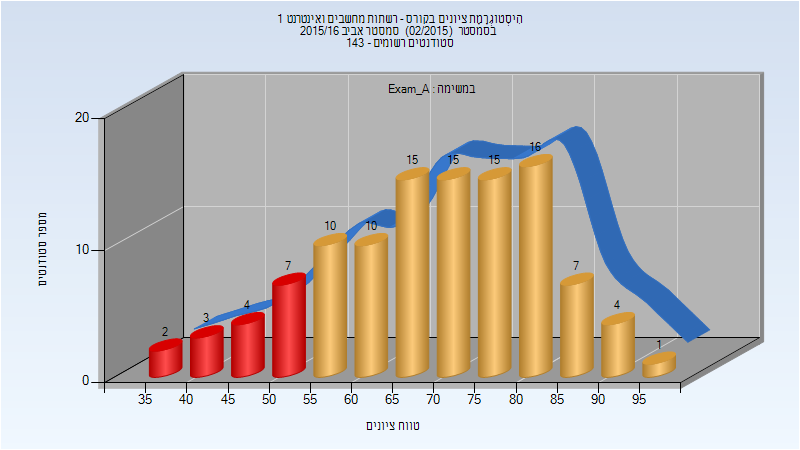 היסטוגרמת ציונים בקורס - רשתות מחשבים ואינטרנט 1
בסמסטר (02/2015) סמסטר אביב 2015/16
סטודנטים רשומים - 143
במשימה : Exam_A
מספר סטודנטים
20
10
0
2 3 4 7 10 10 15 15 15 16 7 4 1
35 40 45 50 55 60 65 70 75 80 85 90 95
טווח ציונים